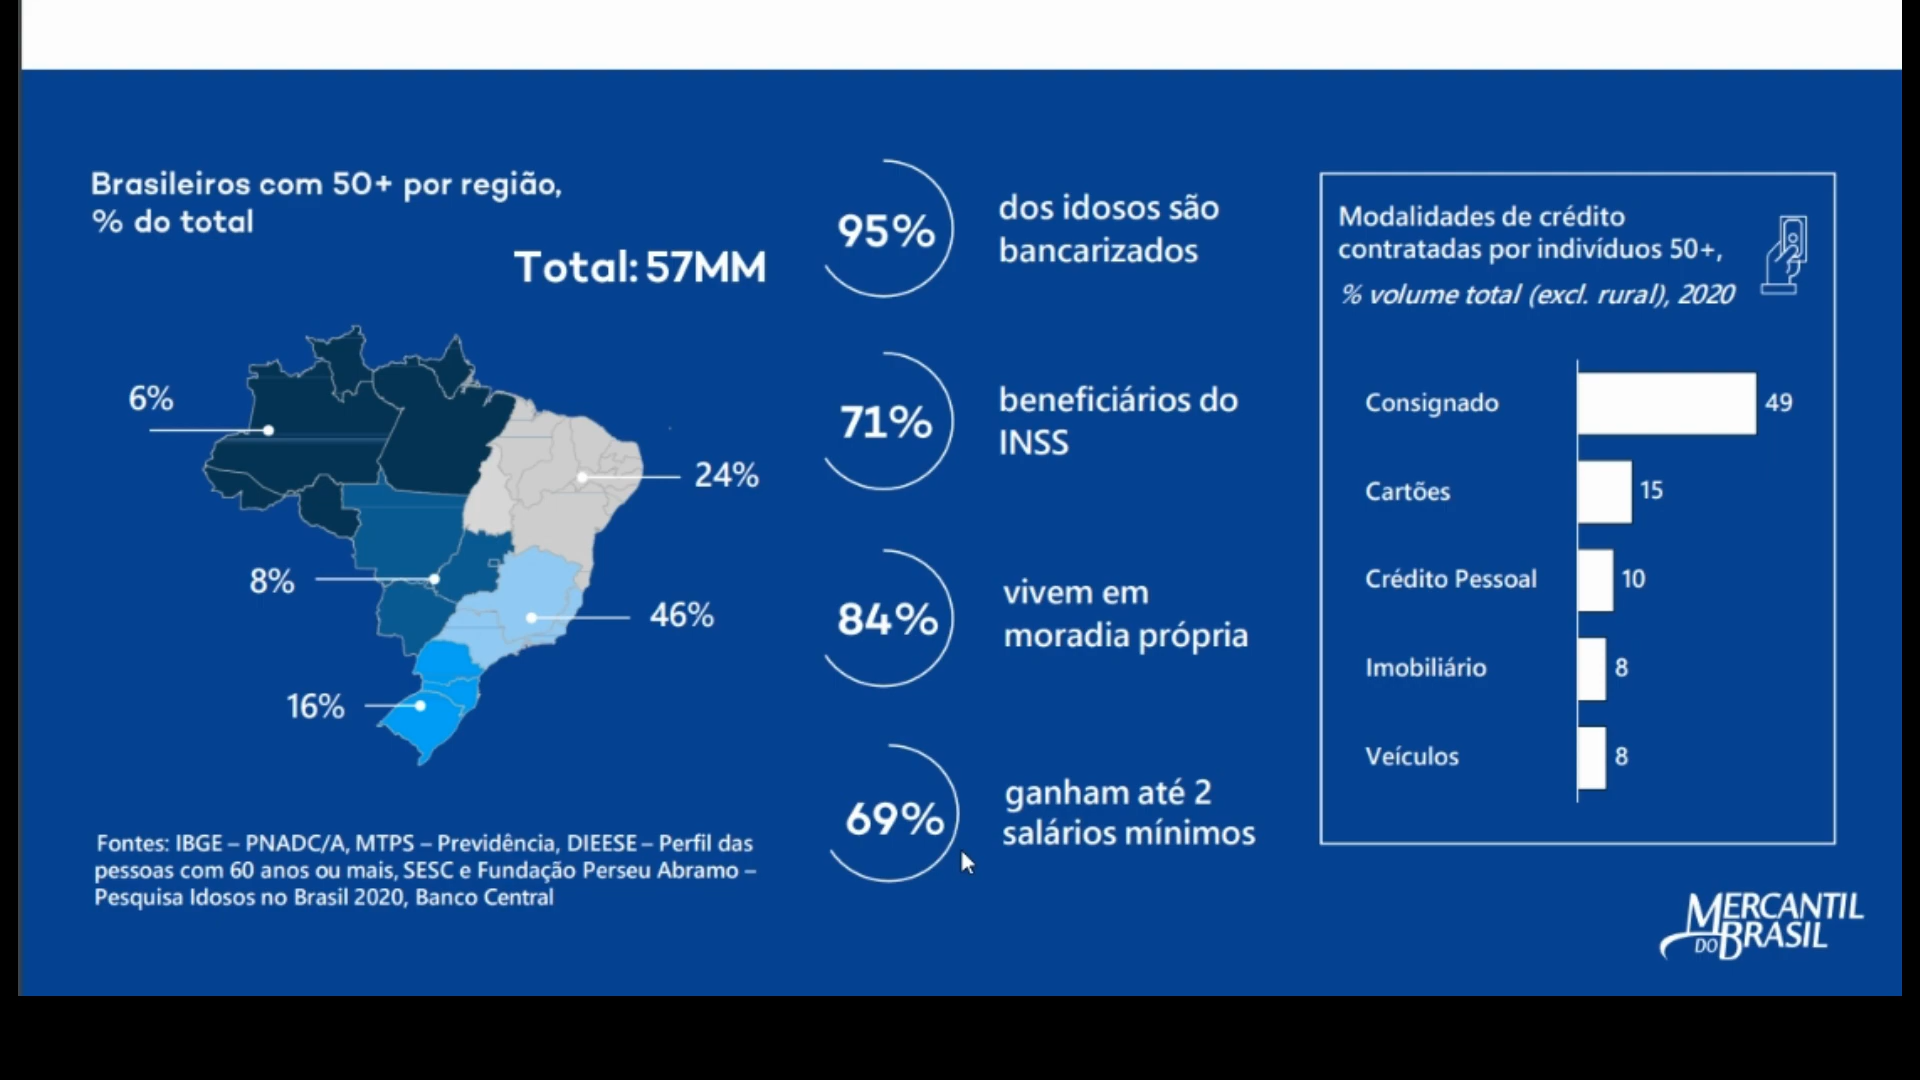 Brasileiros com 50+ por região,
% do total
Total: 57MM
6%
24%
8%
46%
16%
Fontes: IBGE – PNADC/A, MTPS – Previdência, DIEESE – Perfil das
pessoas com 60 anos ou mais, SESC e Fundação Perseu Abramo –
Pesquisa Idosos no Brasil 2020, Banco Central
95%
dos idosos são
bancarizados
71%
beneficiários do
INSS
84%
vivem em
moradia própria
69%
ganham até 2
salários mínimos
Modalidades de crédito
contratadas por indivíduos 50+,
% volume total (excl. rural), 2020
Consignado 49
Cartões 15
Crédito Pessoal 10
Imobiliário 8
Veículos 8
MERCANTIL
DO BRASIL